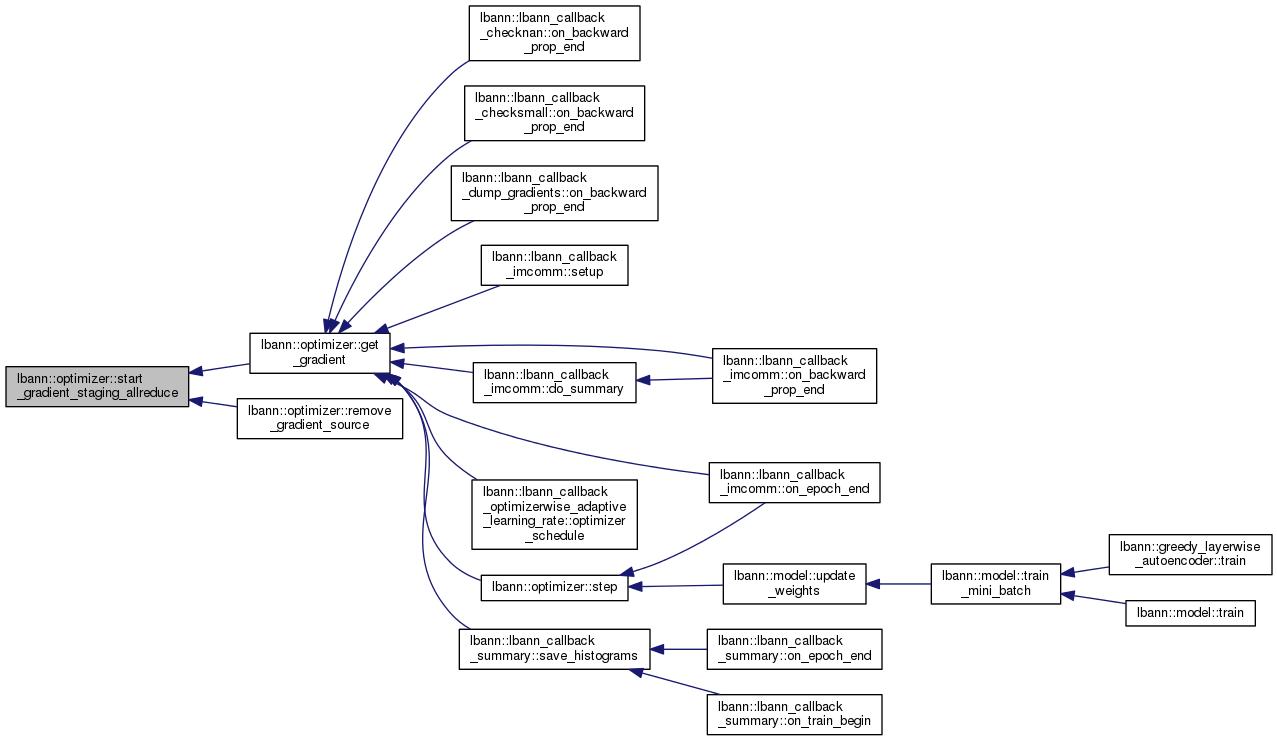 lbann::lbann_callback
_checknan::on_backward
_prop_end
lbann::lbann_callback
_checksmall::on_backward
_prop_end
lbann::lbann_callback
_dump_gradients::on_backward
_prop_end
lbann::lbann_callback
_imcomm::setup
lbann::optimizer::get
_gradient
lbann::lbann_callback
_imcomm::on_backward
_prop_end
lbann::optimizer::start
_gradient_staging_allreduce
lbann::lbann_callback
_imcomm::do_summary
lbann::optimizer::remove
_gradient_source
lbann::lbann_callback
_imcomm::on_epoch_end
lbann::lbann_callback
_optimizerwise_adaptive
_learning_rate::optimizer
_schedule
lbann::greedy_layerwise
_autoencoder::train
lbann::optimizer::step
lbann::model::update
_weights
lbann::model::train
_mini_batch
lbann::model::train
lbann::lbann_callback
_summary::save_histograms
lbann::lbann_callback
_summary::on_epoch_end
lbann::lbann_callback
_summary::on_train_begin